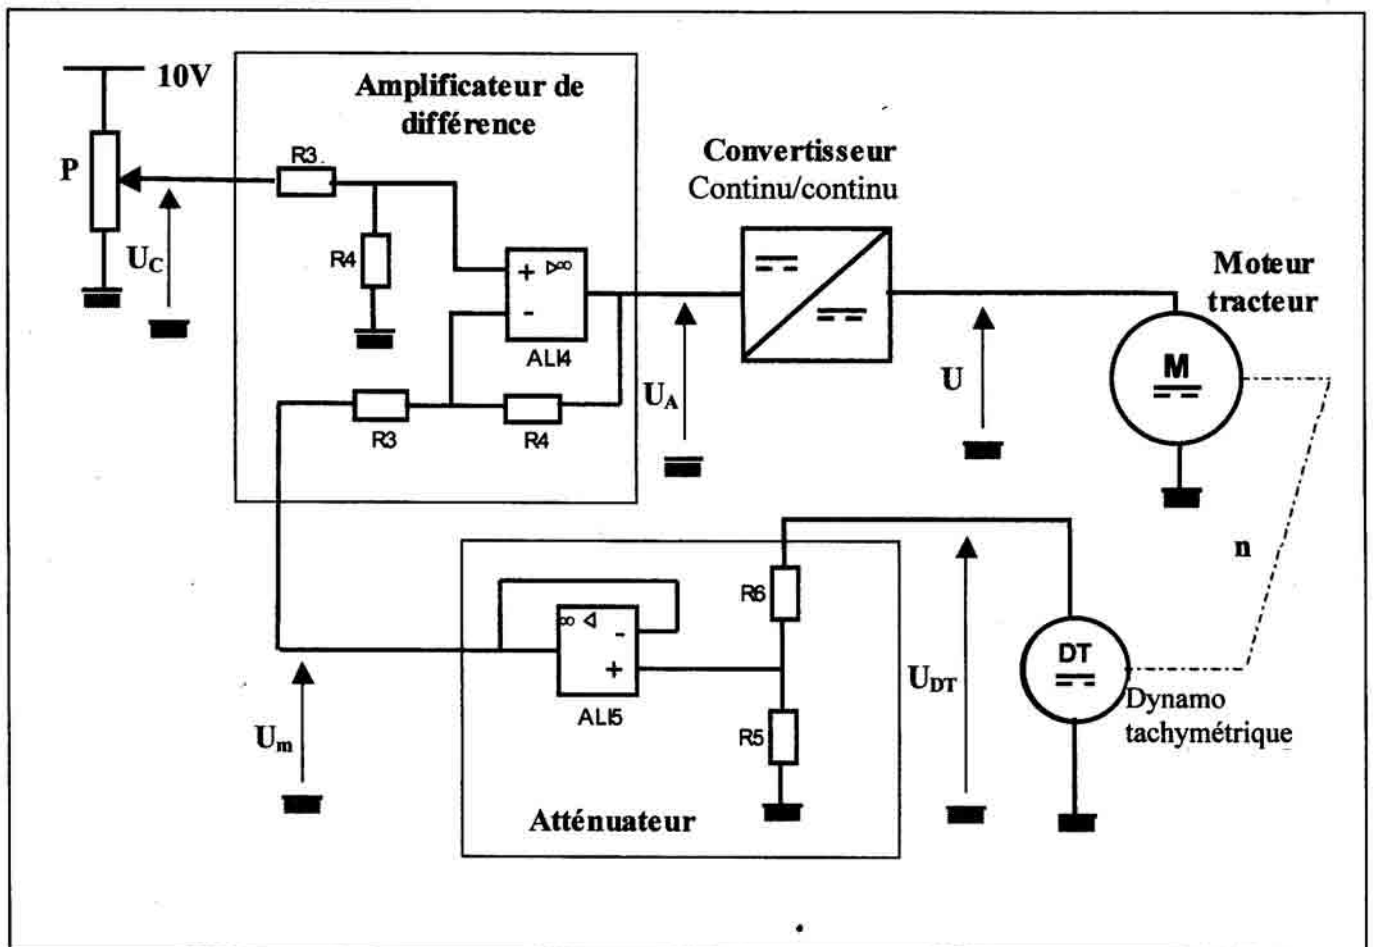 10V
Amplificateur de
différence
P
R3
UC
R4
+ ▷∞
-
ALI4
R3
R4
UA
Convertisseur
Continu/continu
U
Moteur
tracteur
M
n
R6
∞ ◁
-
+
ALI5
R5
Um
UDT
DT
Dynamo
tachymétrique
Atténuateur